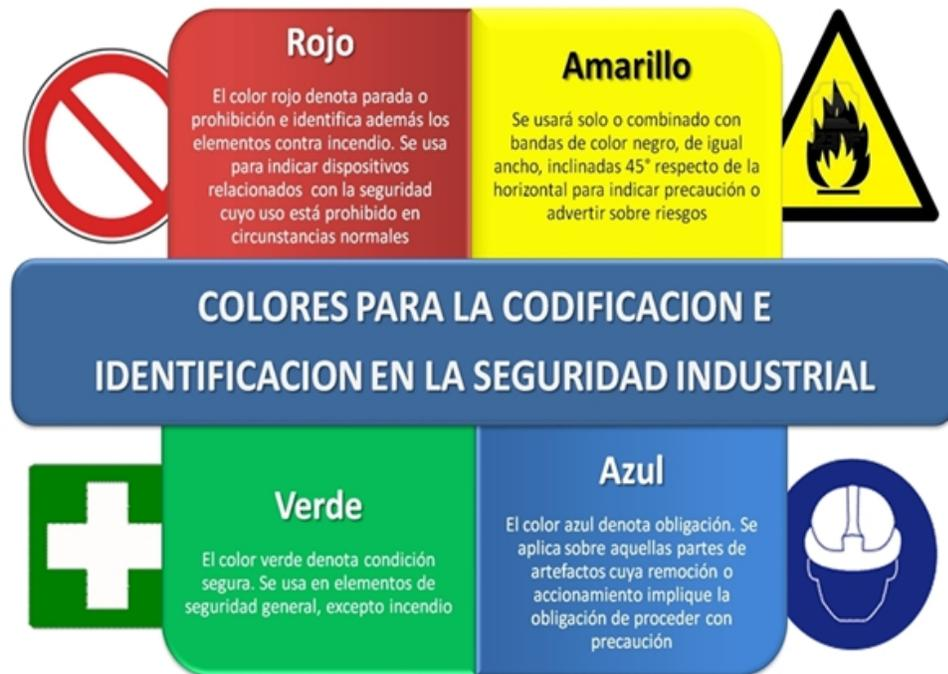 Rojo
El color rojo denota parada o
prohibición e identifica además los
elementos contra incendio. Se usa
para indicar dispositivos
relacionados con la seguridad
cuyo uso está prohibido en
circunstancias normales
Amarillo
Se usará solo o combinado con
bandas de color negro, de igual
ancho, inclinadas 45° respecto de la
horizontal para indicar precaución o
advertir sobre riesgos
COLORES PARA LA CODIFICACION E
IDENTIFICACION EN LA SEGURIDAD INDUSTRIAL
Verde
El color verde denota condición
segura. Se usa en elementos de
seguridad general, excepto incendio
Azul
El color azul denota obligación. Se
aplica sobre aquellas partes de
artefactos cuya remoción o
accionamiento implique la
obligación de proceder con
precaución